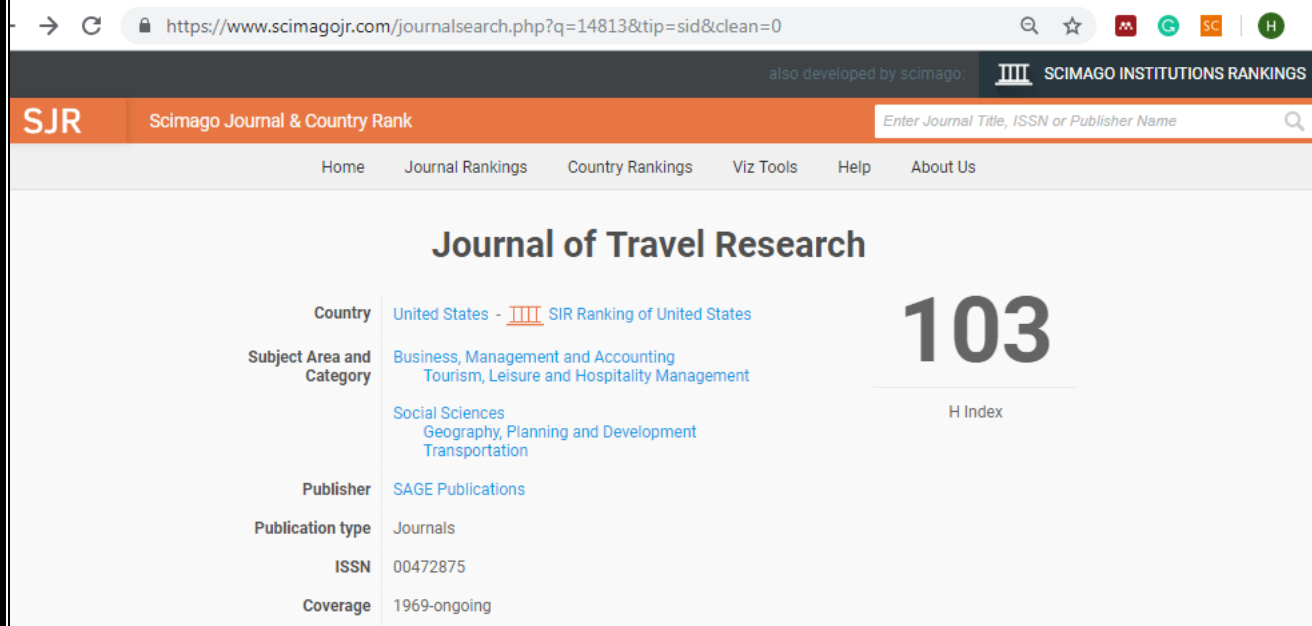 https://www.scimagojr.com/journalsearch.php?q=14813&tip=sid&clean=0
SC
H
also developed by scimago:
SCIMAGO INSTITUTIONS RANKINGS
SJR
Scimago Journal & Country Rank
Enter Journal Title, ISSN or Publisher Name
Home Journal Rankings Country Rankings Viz Tools Help About Us
Journal of Travel Research
Country United States - SIR Ranking of United States
Subject Area and Category
Business, Management and Accounting
Tourism, Leisure and Hospitality Management
Social Sciences
Geography, Planning and Development
Transportation
Publisher SAGE Publications
Publication type Journals
ISSN 00472875
Coverage 1969-ongoing
103
H Index